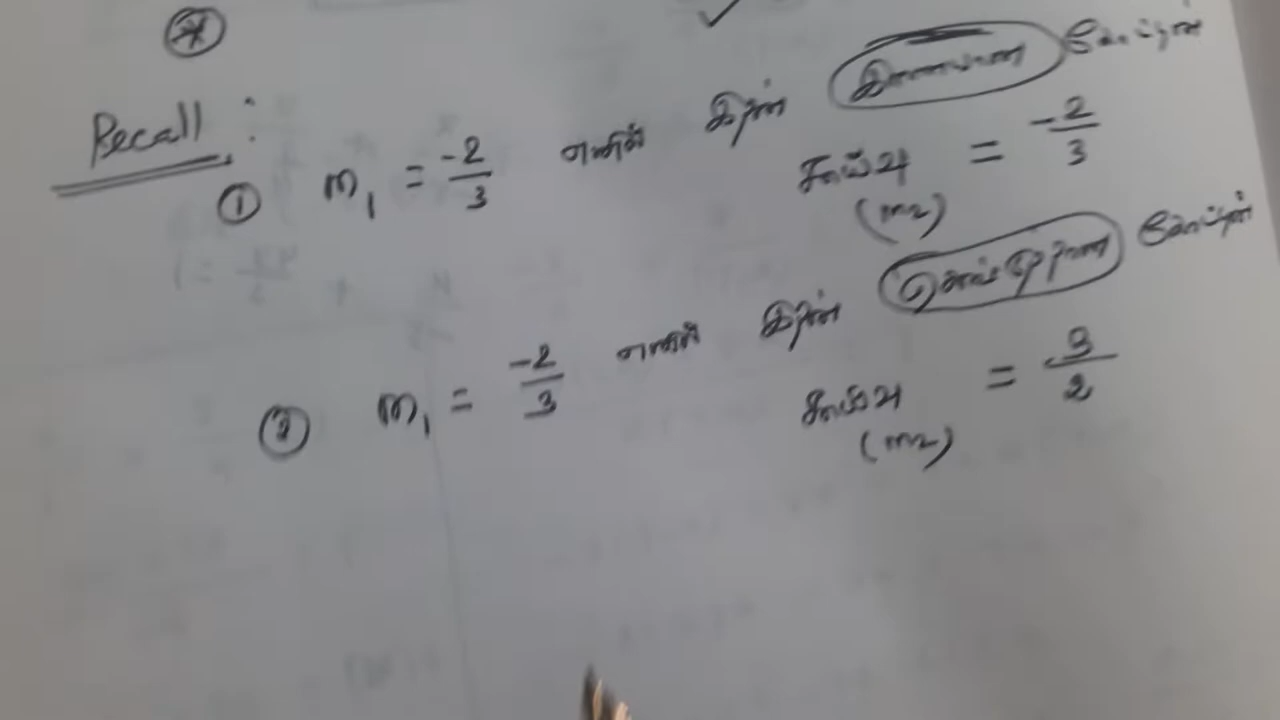 Recall :
① m₁ = -2/3 எனில் இதன் இணையான கோட்டின்
சாய்வு (m₂) = -2/3
② m₁ = -2/3 எனில் இதன் செங்குத்தான கோட்டின்
சாய்வு (m₂) = 3/2